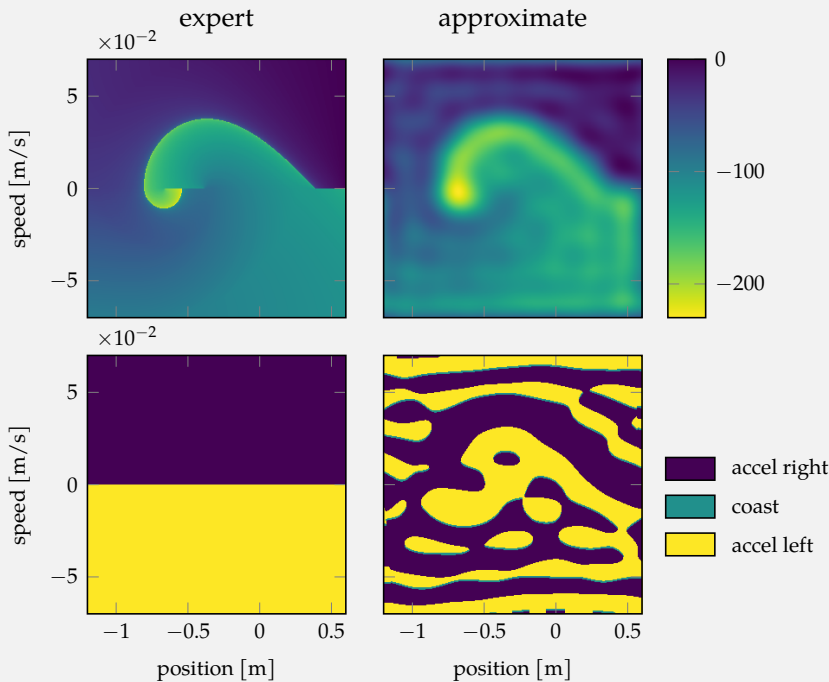 expert
approximate
×10−2
5
0
−5
speed [m/s]
0
−100
−200
×10−2
5
0
−5
speed [m/s]
−1
−0.5
0
0.5
position [m]
−1
−0.5
0
0.5
position [m]
accel right
coast
accel left